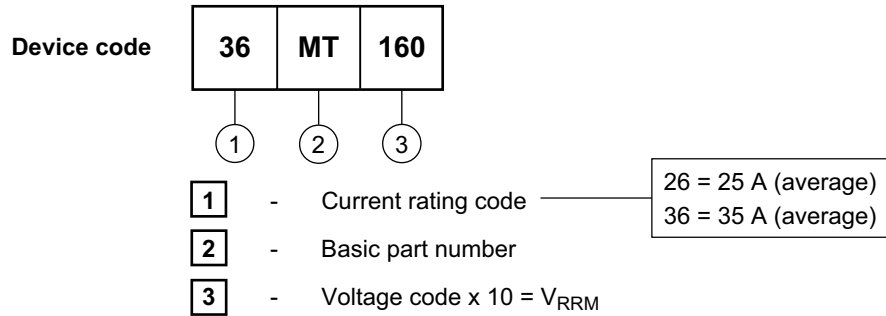 Device code 36 MT 160
1 2 3
1 - Current rating code
26 = 25 A (average)
36 = 35 A (average)
2 - Basic part number
3 - Voltage code x 10 = VRRM